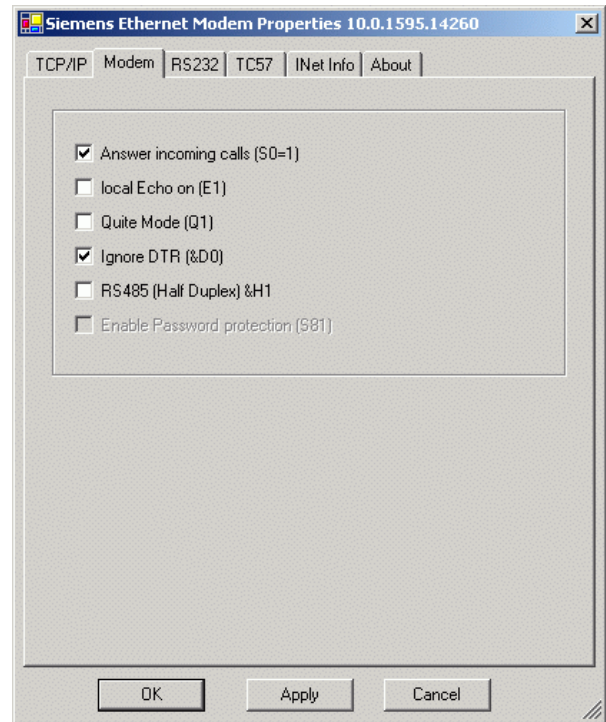 Siemens Ethernet Modem Properties 10.0.1595.14260
TCP/IP Modem RS232 TC57 INet Info About
Answer incoming calls (S0=1)
local Echo on (E1)
Quite Mode (Q1)
Ignore DTR (&D0)
RS485 (Half Duplex) &H1
Enable Password protection (S81)
OK Apply Cancel